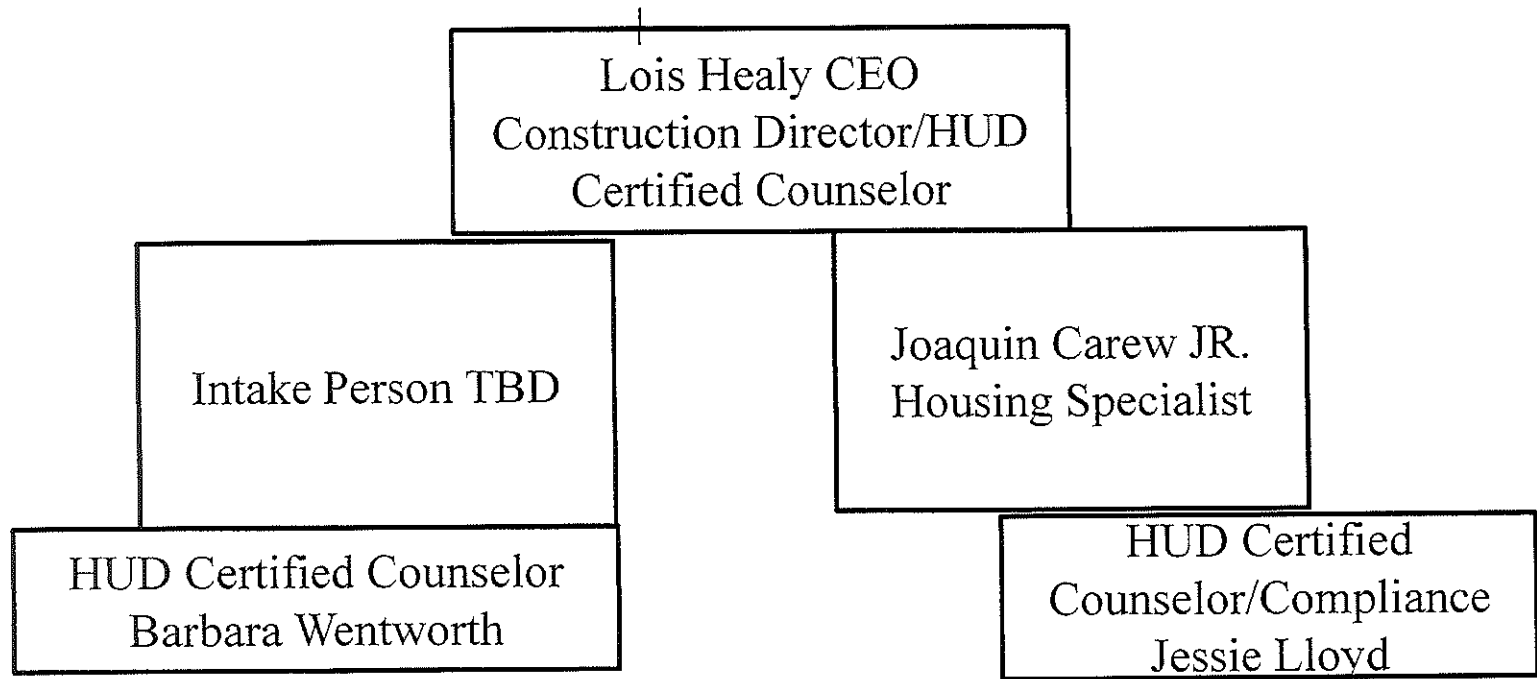 Lois Healy CEO
Construction Director/HUD
Certified Counselor
Intake Person TBD
Joaquin Carew JR.
Housing Specialist
HUD Certified Counselor
Barbara Wentworth
HUD Certified
Counselor/Compliance
Jessie Lloyd